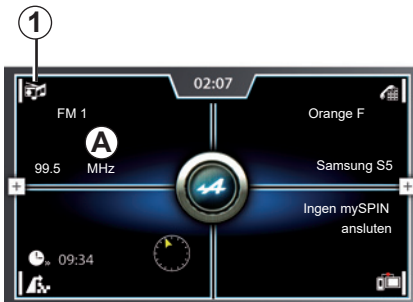 1
02:07
FM 1
Orange F
A
99.5 MHz
Samsung S5
Ingen mySPIN
ansluten
09:34